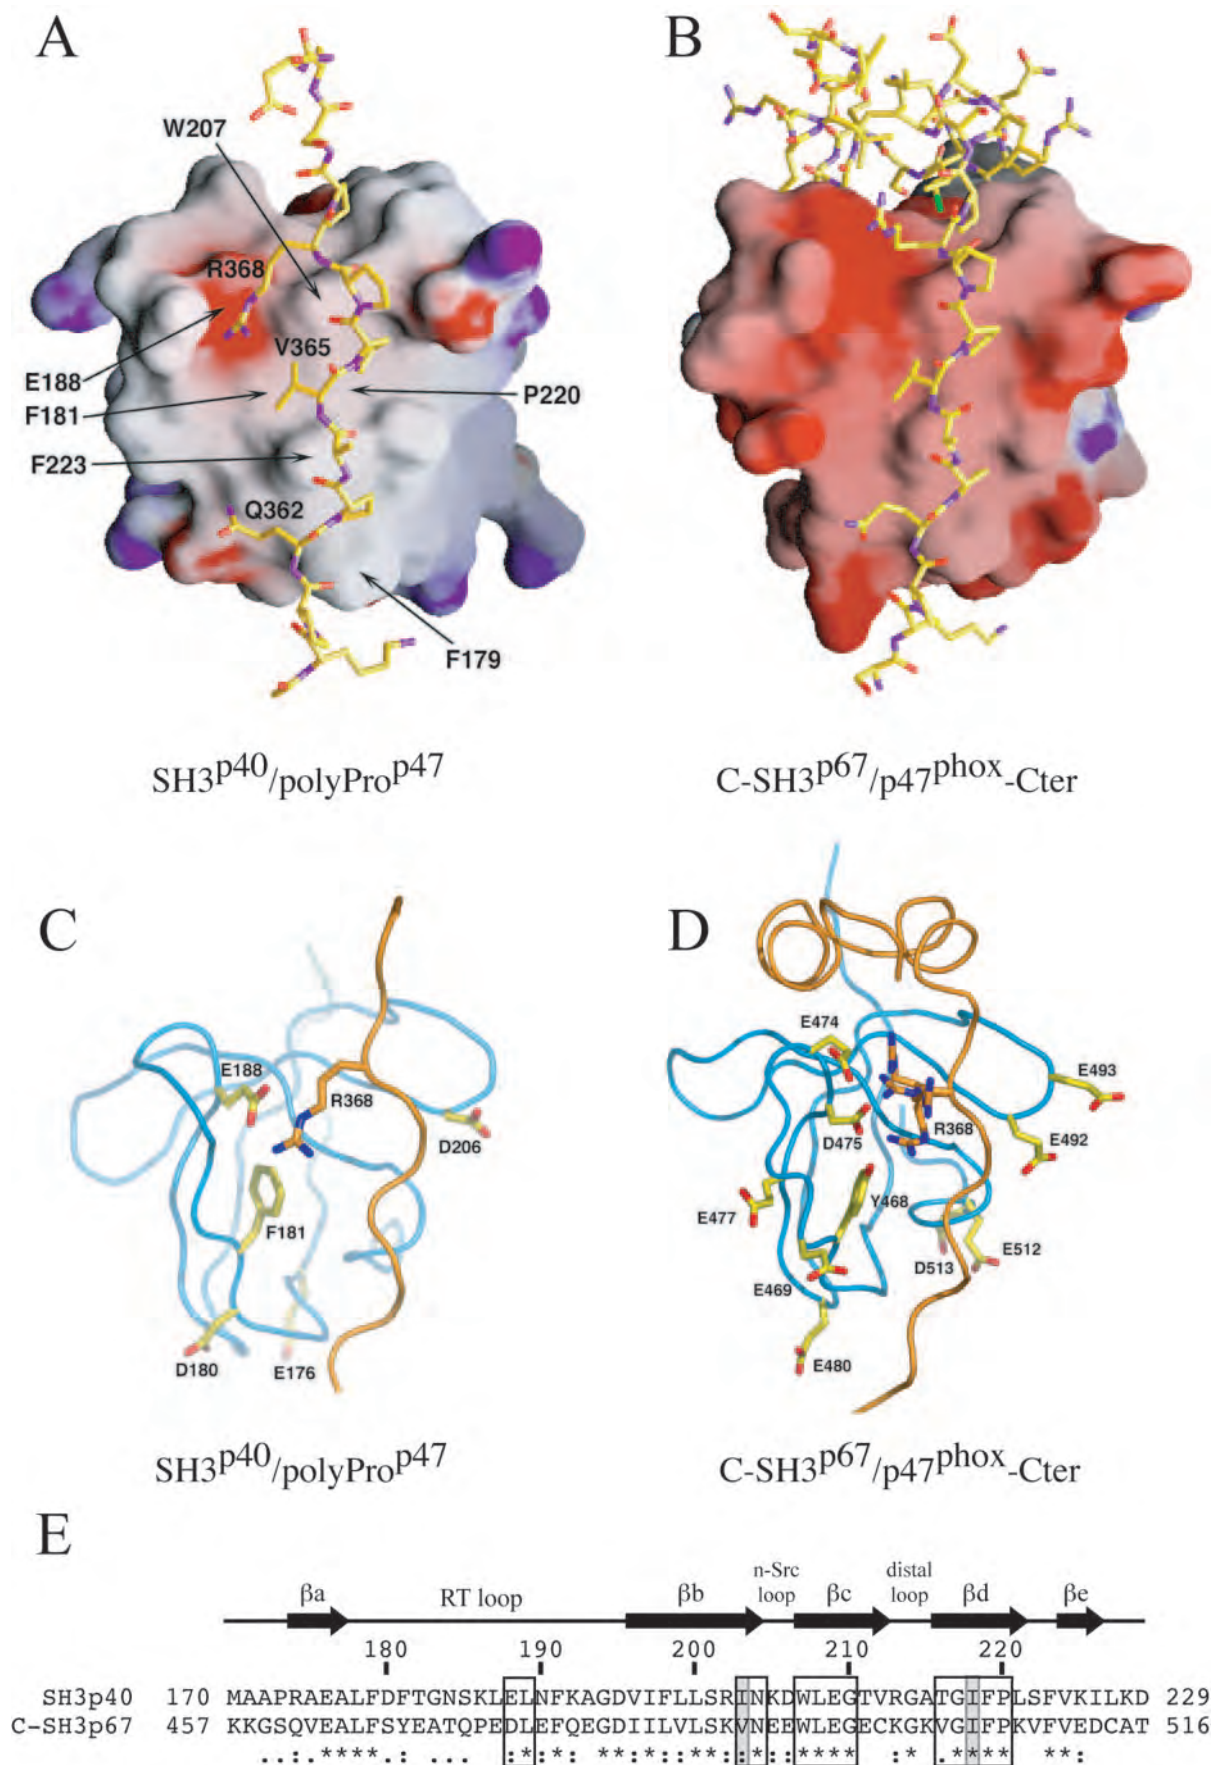 A
B
W207
R368
V365
E188
F181
P220
F223
Q362
F179
SH3p40/polyProp47
C-SH3p67/p47phox-Cter
C
D
E188
R368
D206
F181
D180
E176
E474
E493
D475
R368
E492
E477
Y468
E469
D513
E512
E480
SH3p40/polyProp47
C-SH3p67/p47phox-Cter
E
βa RT loop βb n-Src loop βc distal loop βd βe
180 190 200 210 220
SH3p40 170 MAAPRAEALFDFTGNSKLELNFKAGDVIFLLSRINKDWLEGTVRGATGIFPLSFVKILKD 229
C-SH3p67 457 KKGSQVEALFSYEATQPEDLEFQEGDIILVLSKVNEEWLEGECKGKVGIFPKVFVEDCAT 516
..:****.: ... :*:: ** *::**::*::**** :* .****  **: